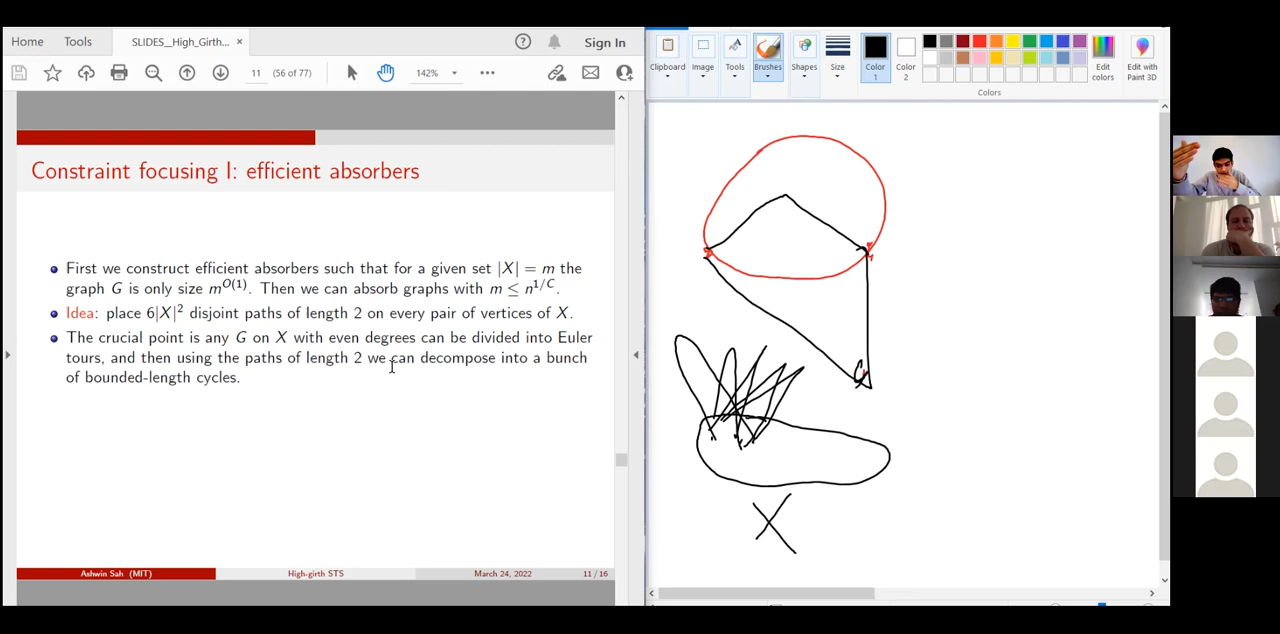 Home
Tools
SLIDES__High_Girth... ×
Sign In
11 (56 of 77)
142%
Constraint focusing I: efficient absorbers
First we construct efficient absorbers such that for a given set |X| = m the
graph G is only size m^{O(1)}. Then we can absorb graphs with m ≤ n^{1/C}.
Idea: place 6|X|² disjoint paths of length 2 on every pair of vertices of X.
The crucial point is any G on X with even degrees can be divided into Euler
tours, and then using the paths of length 2 we can decompose into a bunch
of bounded-length cycles.
Ashwin Sah (MIT)
High-girth STS
March 24, 2022
11 / 16
Clipboard
Image
Tools
Brushes
Shapes
Size
Color
1
Color
2
Edit
colors
Edit with
Paint 3D
Colors
X